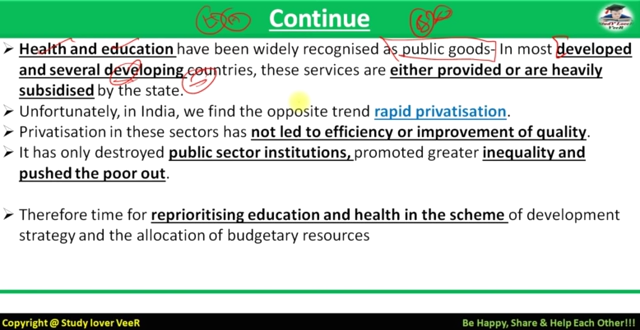 Continue
➢ Health and education have been widely recognised as public goods- In most developed
and several developing countries, these services are either provided or are heavily
subsidised by the state.
➢ Unfortunately, in India, we find the opposite trend rapid privatisation.
➢ Privatisation in these sectors has not led to efficiency or improvement of quality.
➢ It has only destroyed public sector institutions, promoted greater inequality and
pushed the poor out.
➢ Therefore time for reprioritising education and health in the scheme of development
strategy and the allocation of budgetary resources
Copyright @ Study lover VeeR
Be Happy, Share & Help Each Other!!!